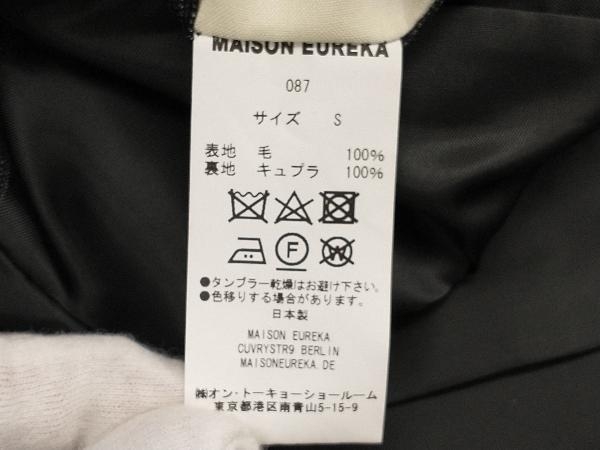 MAISON EUREKA
087
サイズ S
表地 毛 100%
裏地 キュプラ 100%
F W
●タンブラー乾燥はお避け下さい。
●色移りする場合があります。
日本製
MAISON EUREKA
CUVRYSTR9 BERLIN
MAISONEUREKA.DE
㈱オン・トーキョーショールーム
東京都港区南青山5-15-9